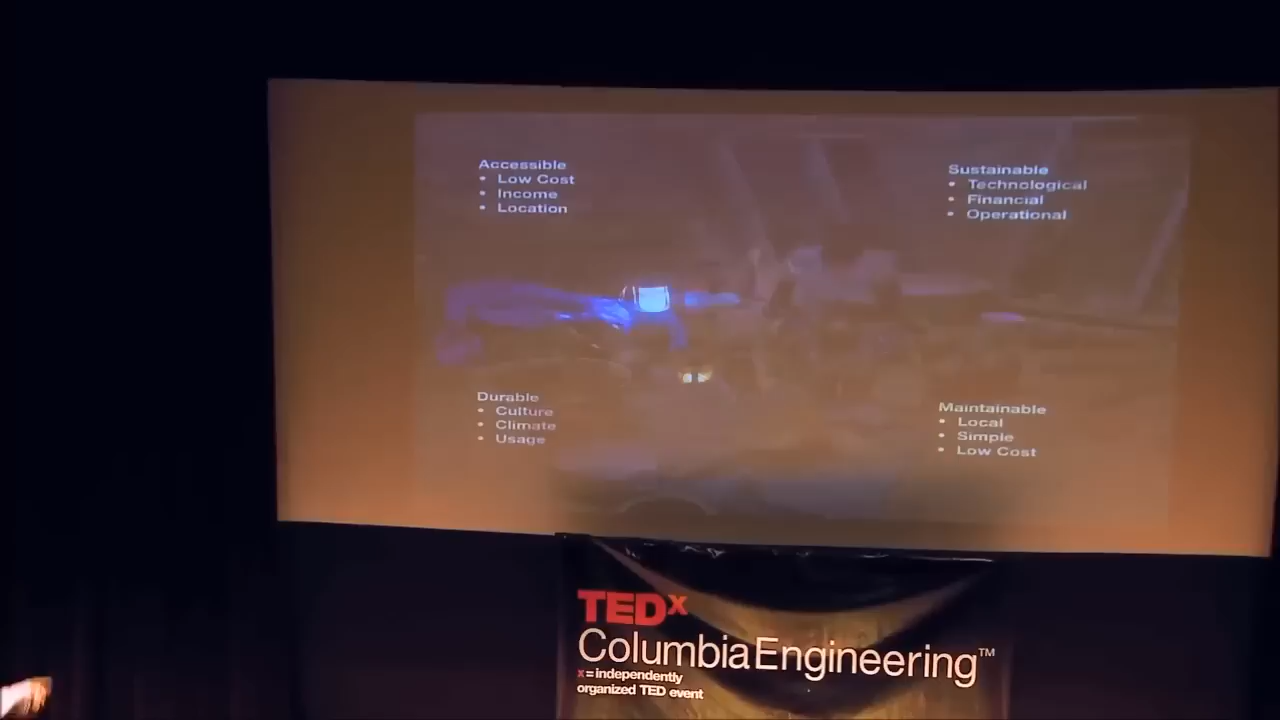 Accessible
• Low Cost
• Income
• Location
Sustainable
• Technological
• Financial
• Operational
Durable
• Culture
• Climate
• Usage
Maintainable
• Local
• Simple
• Low Cost
TEDx
ColumbiaEngineering™
x = independently
organized TED event